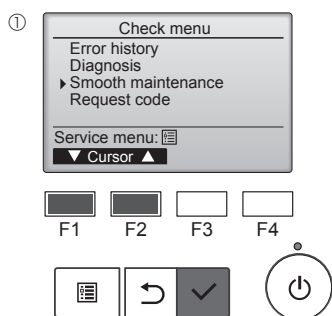 ①
Check menu
Error history
Diagnosis
Smooth maintenance
Request code
Service menu:
▼ Cursor ▲
F1 F2 F3 F4